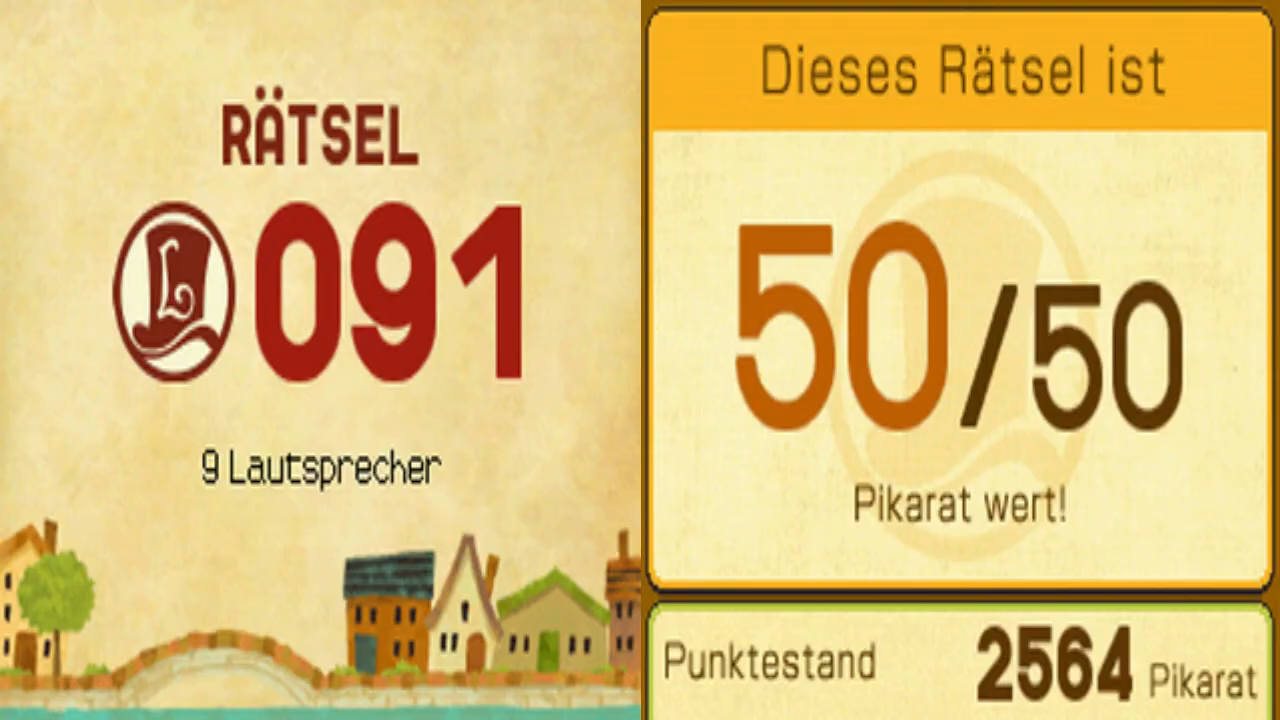 RÄTSEL
091
9 Lautsprecher
Dieses Rätsel ist
50/50
Pikarat wert!
Punktestand 2564 Pikarat